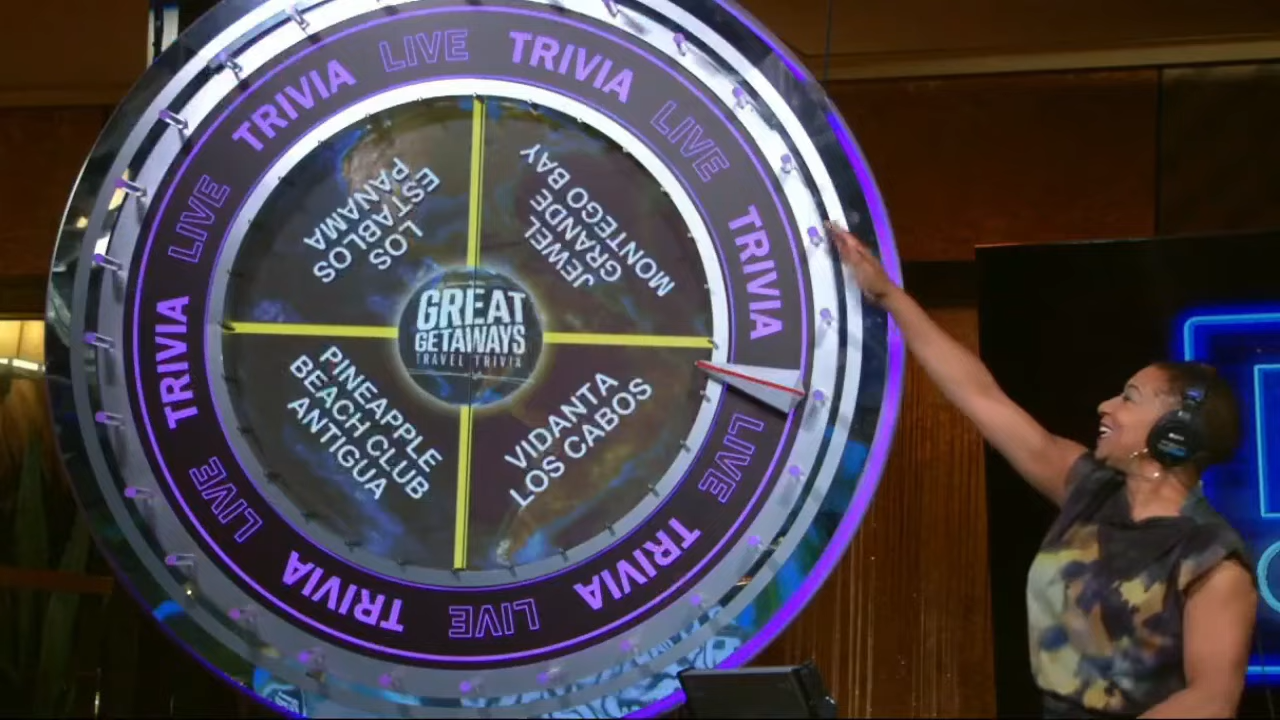 TRIVIA
LIVE
TRIVIA
LIVE
TRIVIA
LIVE
TRIVIA
LIVE
TRIVIA
LIVE
TRIVIA
LIVE
LOS
ESTABLOS
PANAMA
JEWEL
GRANDE
MONTEGO BAY
GREAT
GETAWAYS
TRAVEL TRIVIA
PINEAPPLE
BEACH CLUB
ANTIGUA
VIDANTA
LOS CABOS